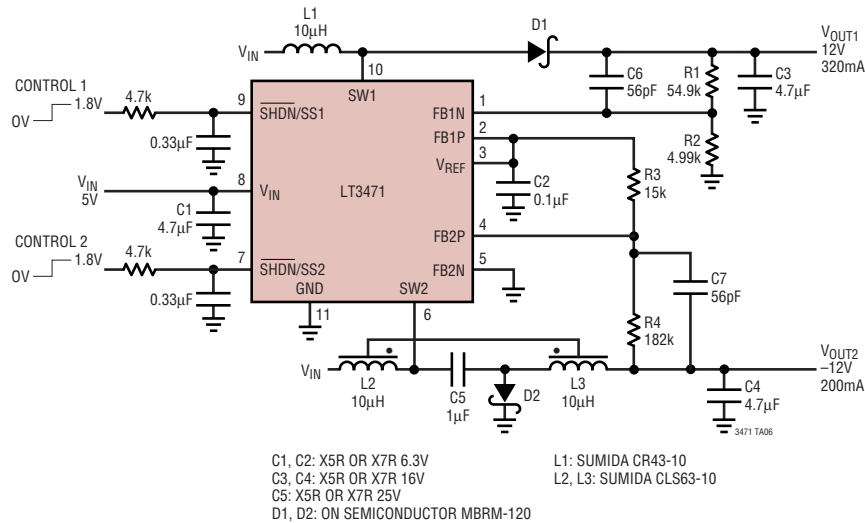 L1
10µH
D1
VIN
VOUT1
12V
320mA
10
SW1
C6
56pF
R1
54.9k
C3
4.7µF
CONTROL 1
0V
1.8V
4.7k
9
SHDN/SS1
0.33µF
FB1N
1
FB1P
2
VREF
3
R2
4.99k
VIN
5V
8
VIN
LT3471
C1
4.7µF
C2
0.1µF
R3
15k
CONTROL 2
0V
1.8V
4.7k
7
SHDN/SS2
0.33µF
FB2P
4
FB2N
5
GND
11
SW2
6
C7
56pF
R4
182k
VIN
L2
10µH
C5
1µF
D2
L3
10µH
VOUT2
–12V
200mA
C4
4.7µF
3471 TA06
C1, C2: X5R OR X7R 6.3V
C3, C4: X5R OR X7R 16V
C5: X5R OR X7R 25V
D1, D2: ON SEMICONDUCTOR MBRM-120
L1: SUMIDA CR43-10
L2, L3: SUMIDA CLS63-10